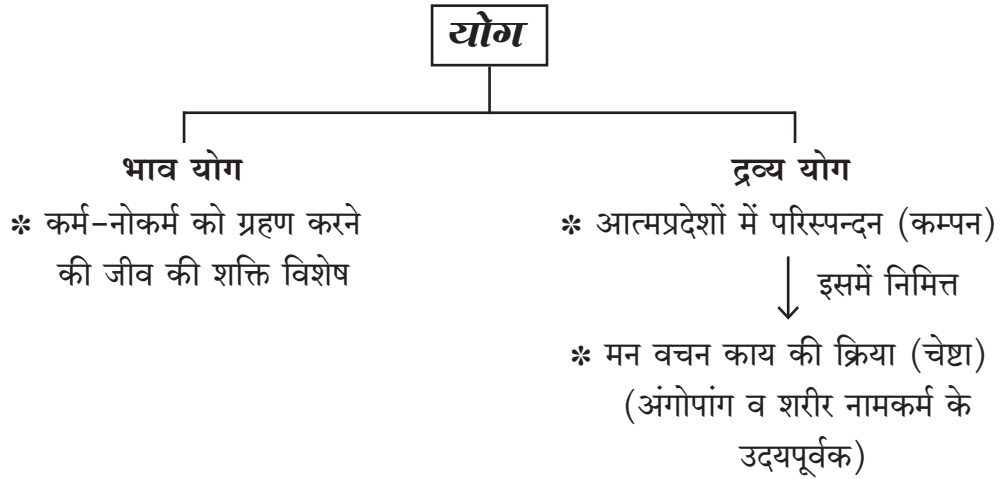 योग
भाव योग
* कर्म-नोकर्म को ग्रहण करने
की जीव की शक्ति विशेष
द्रव्य योग
* आत्मप्रदेशों में परिस्पन्दन (कम्पन)
इसमें निमित्त
* मन वचन काय की क्रिया (चेष्टा)
(अंगोपांग व शरीर नामकर्म के
उदयपूर्वक)